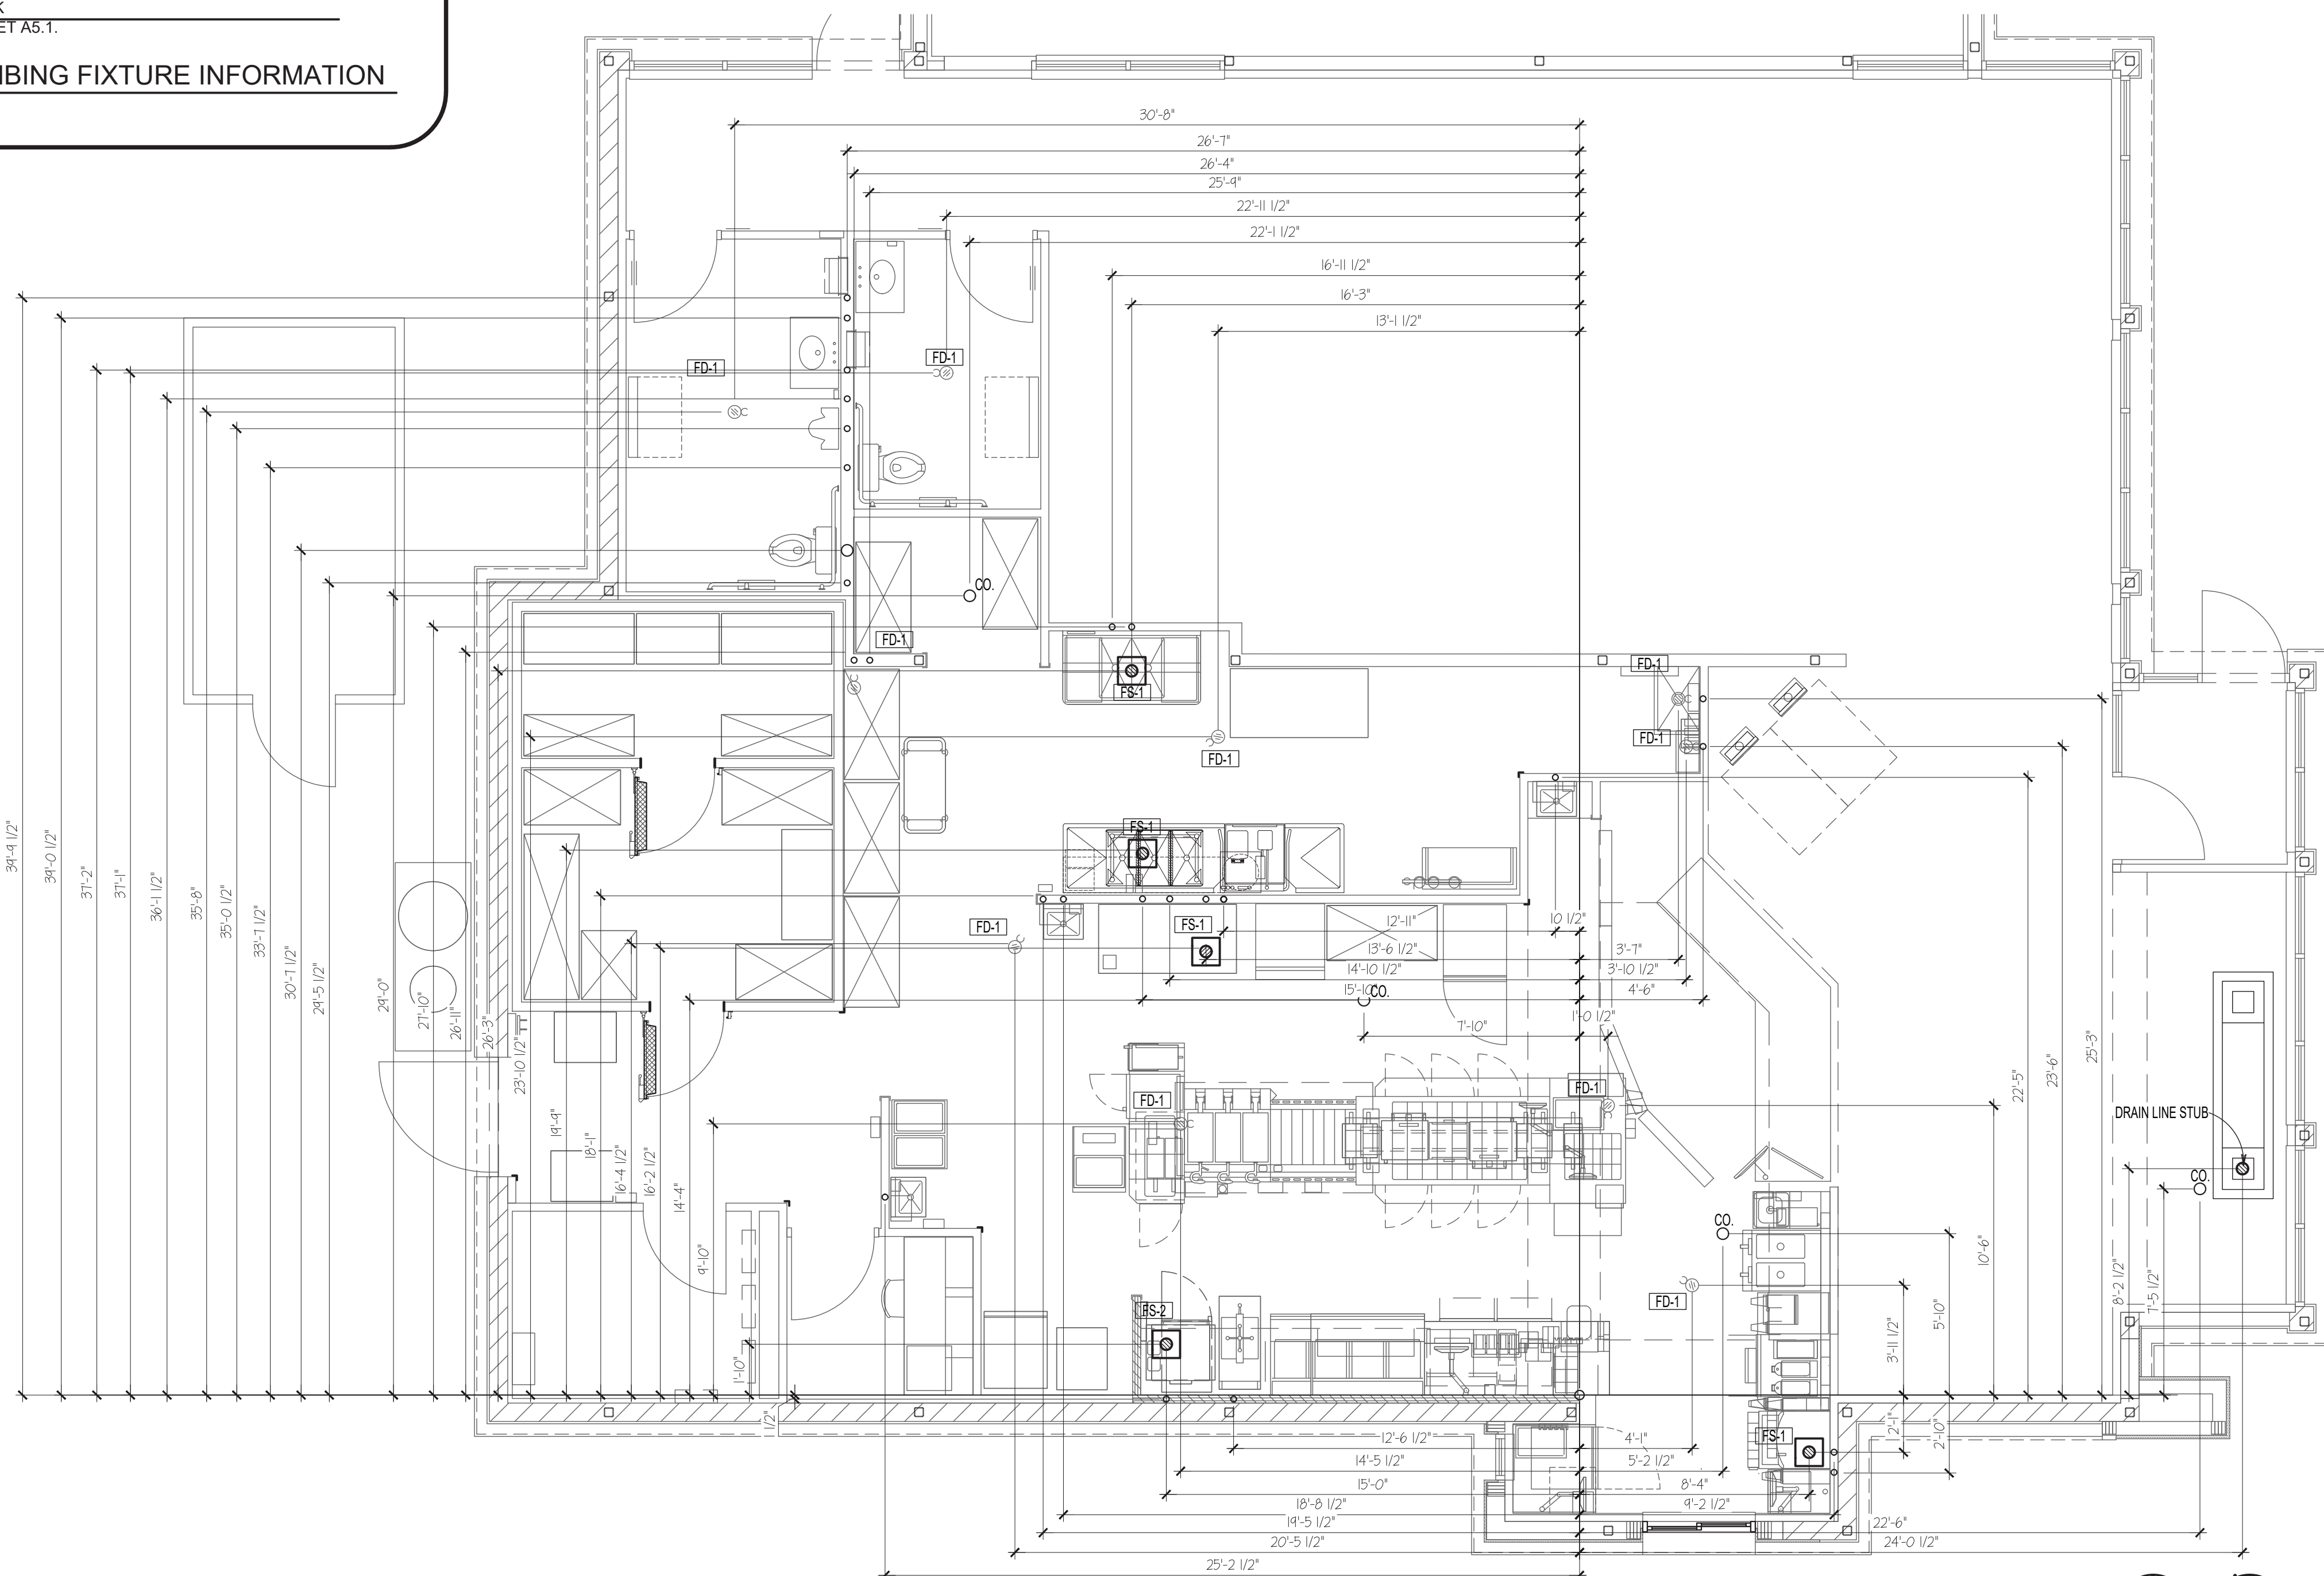 K
ET A5.1.
IBING FIXTURE INFORMATION
30'-8"
26'-7"
26'-4"
25'-9"
22'-11 1/2"
22'-1 1/2"
16'-11 1/2"
16'-3"
13'-1 1/2"
FD-1
FD-1
CO.
FD-1
FS-1
FD-1
FD-1
FD-1
FS-1
FD-1
FS-1
12'-11"
10 1/2"
13'-6 1/2"
3'-7"
14'-10 1/2"
3'-10 1/2"
15'-10"
CO.
4'-6"
1'-0 1/2"
7'-10"
39'-9 1/2"
39'-0 1/2"
37'-2"
37'-1"
36'-1 1/2"
35'-8"
35'-0 1/2"
33'-7 1/2"
30'-7 1/2"
29'-5 1/2"
29'-0"
27'-10"
26'-11"
26'-3"
23'-10 1/2"
19'-9"
18'-1"
16'-4 1/2"
16'-2 1/2"
14'-4"
9'-10"
1'-10"
1/2"
FD-1
FD-1
22'-5"
23'-6"
25'-3"
DRAIN LINE STUB
CO.
CO.
10'-6"
8'-2 1/2"
7'-5 1/2"
5'-10"
FD-1
3'-11 1/2"
FS-2
2'-1"
2'-10"
FS-1
12'-6 1/2"
4'-1"
14'-5 1/2"
5'-2 1/2"
15'-0"
8'-4"
18'-8 1/2"
9'-2 1/2"
19'-5 1/2"
22'-6"
20'-5 1/2"
24'-0 1/2"
25'-2 1/2"